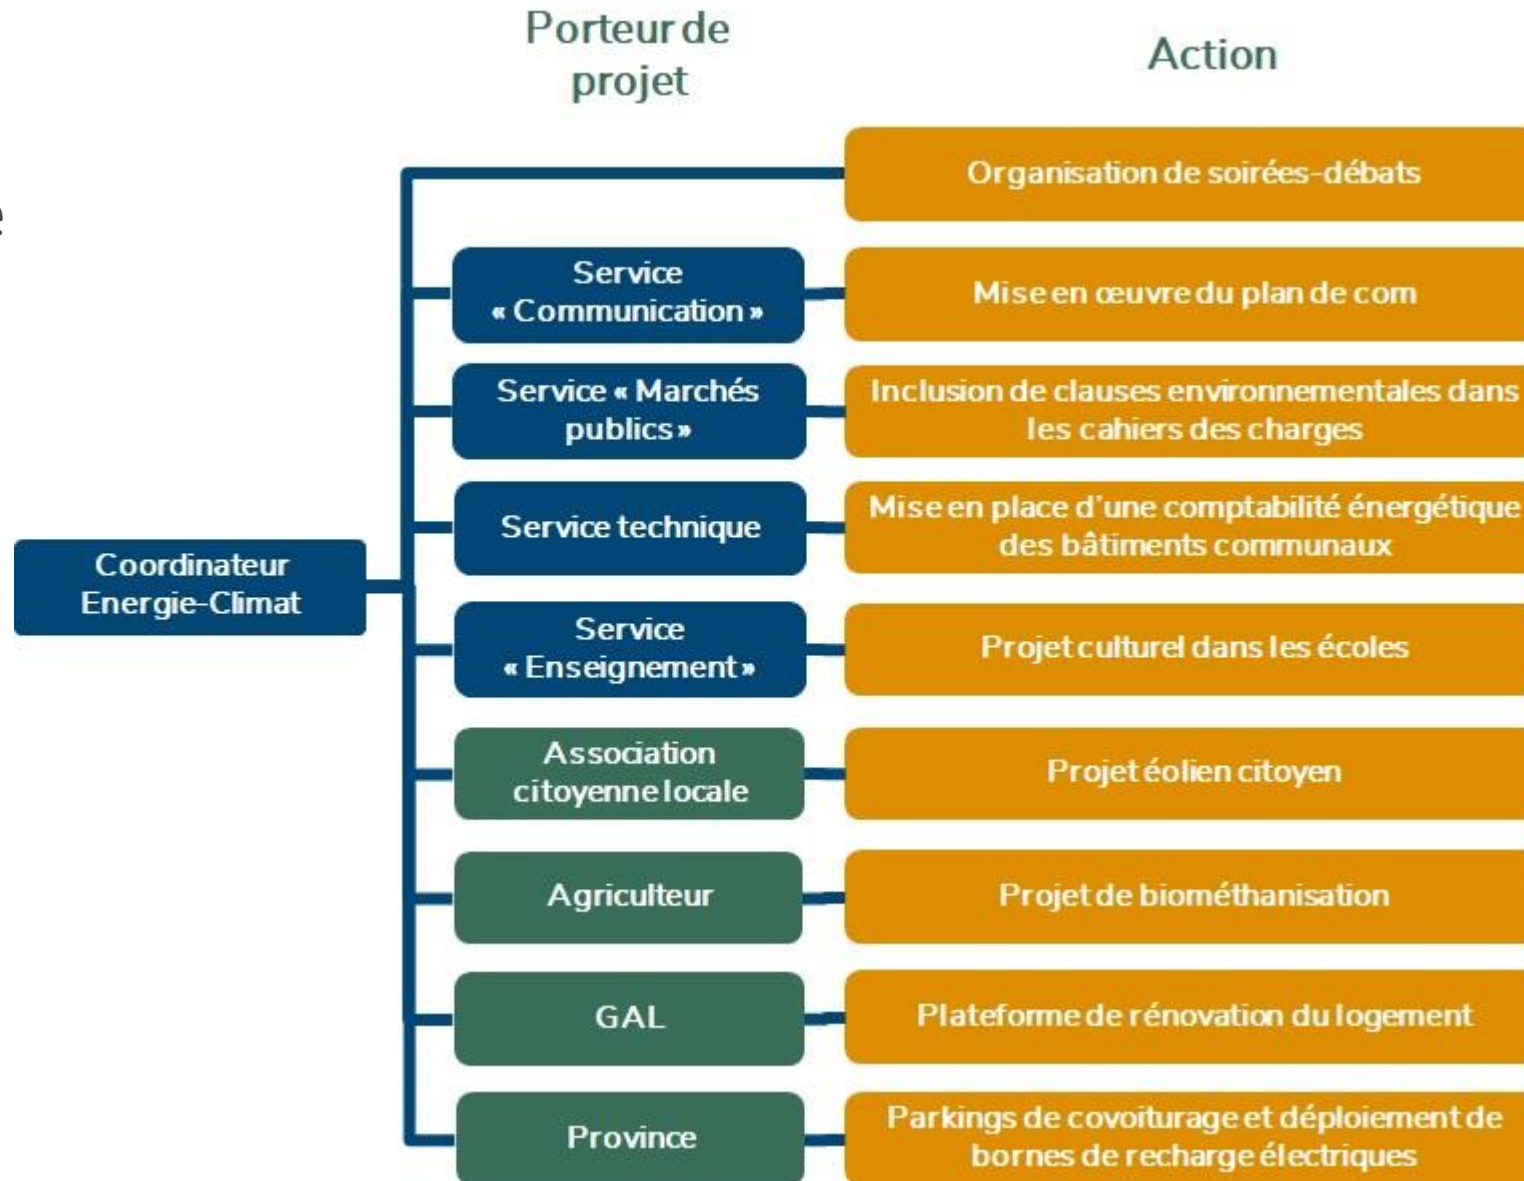 Porteur de
projet
Action
e
Organisation de soirées-débats
Service
« Communication »
Mise en œuvre du plan de com
Service « Marchés
publics »
Inclusion de clauses environnementales dans
les cahiers des charges
Service technique
Mise en place d'une comptabilité énergétique
des bâtiments communaux
Coordinateur
Energie-Climat
Service
« Enseignement »
Projet culturel dans les écoles
Association
citoyenne locale
Projet éolien citoyen
Agriculteur
Projet de biométhanisation
GAL
Plateforme de rénovation du logement
Province
Parkings de covoiturage et déploiement de
bornes de recharge électriques